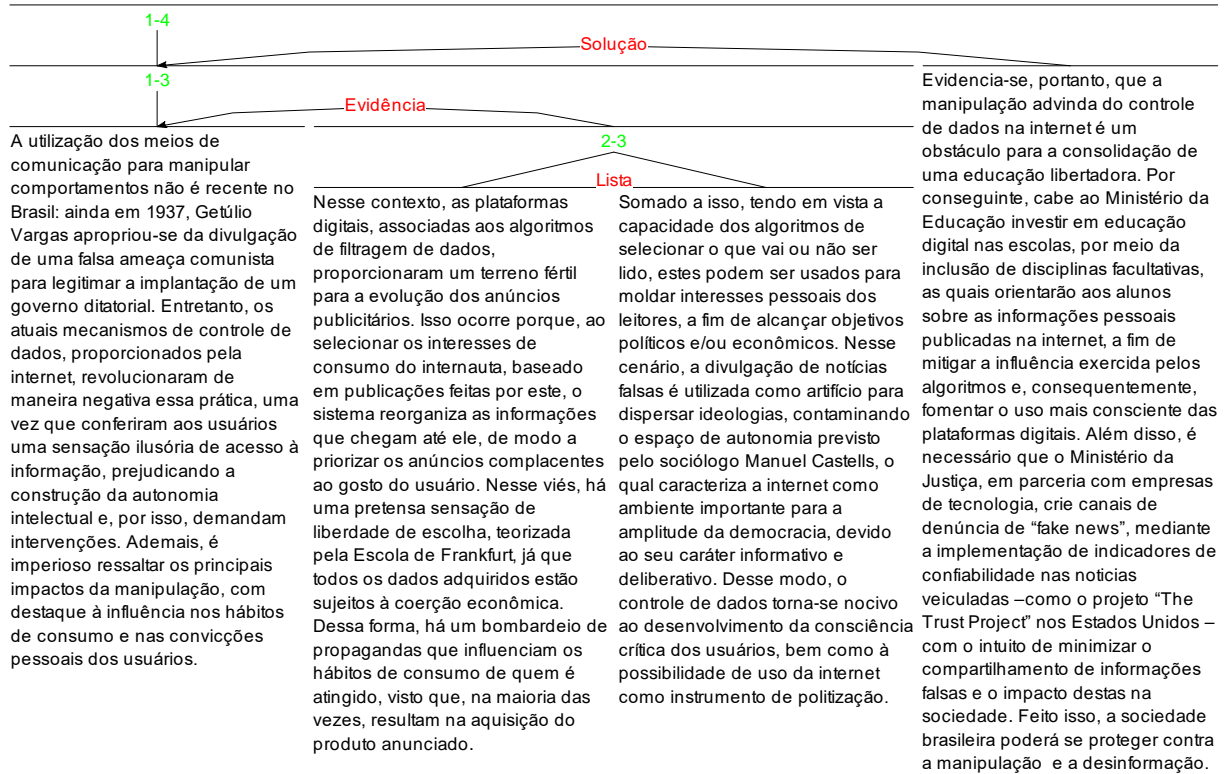 1-4
Solução
1-3
Evidência
A utilização dos meios de
comunicação para manipular
comportamentos não é recente no
Brasil: ainda em 1937, Getúlio
Vargas apropriou-se da divulgação
de uma falsa ameaça comunista
para legitimar a implantação de um
governo ditatorial. Entretanto, os
atuais mecanismos de controle de
dados, proporcionados pela
internet, revolucionaram de
maneira negativa essa prática, uma
vez que conferiram aos usuários
uma sensação ilusória de acesso à
informação, prejudicando a
construção da autonomia
intelectual e, por isso, demandam
intervenções. Ademais, é
imperioso ressaltar os principais
impactos da manipulação, com
destaque à influência nos hábitos
de consumo e nas convicções
pessoais dos usuários.
2-3
Lista
Nesse contexto, as plataformas
digitais, associadas aos algoritmos
de filtragem de dados,
proporcionaram um terreno fértil
para a evolução dos anúncios
publicitários. Isso ocorre porque, ao
selecionar os interesses de
consumo do internauta, baseado
em publicações feitas por este, o
sistema reorganiza as informações
que chegam até ele, de modo a
priorizar os anúncios complacentes
ao gosto do usuário. Nesse viés, há
uma pretensa sensação de
liberdade de escolha, teorizada
pela Escola de Frankfurt, já que
todos os dados adquiridos estão
sujeitos à coerção econômica.
Dessa forma, há um bombardeio de
propagandas que influenciam os
hábitos de consumo de quem é
atingido, visto que, na maioria das
vezes, resultam na aquisição do
produto anunciado.
Somado a isso, tendo em vista a
capacidade dos algoritmos de
selecionar o que vai ou não ser
lido, estes podem ser usados para
moldar interesses pessoais dos
leitores, a fim de alcançar objetivos
políticos e/ou econômicos. Nesse
cenário, a divulgação de notícias
falsas é utilizada como artifício para
dispersar ideologias, contaminando
o espaço de autonomia previsto
pelo sociólogo Manuel Castells, o
qual caracteriza a internet como
ambiente importante para a
amplitude da democracia, devido
ao seu caráter informativo e
deliberativo. Desse modo, o
controle de dados torna-se nocivo
ao desenvolvimento da consciência
crítica dos usuários, bem como à
possibilidade de uso da internet
como instrumento de politização.
Evidencia-se, portanto, que a
manipulação advinda do controle
de dados na internet é um
obstáculo para a consolidação de
uma educação libertadora. Por
conseguinte, cabe ao Ministério da
Educação investir em educação
digital nas escolas, por meio da
inclusão de disciplinas facultativas,
as quais orientarão aos alunos
sobre as informações pessoais
publicadas na internet, a fim de
mitigar a influência exercida pelos
algoritmos e, consequentemente,
fomentar o uso mais consciente das
plataformas digitais. Além disso, é
necessário que o Ministério da
Justiça, em parceria com empresas
de tecnologia, crie canais de
denúncia de “fake news”, mediante
a implementação de indicadores de
confiabilidade nas noticias
veiculadas –como o projeto “The
Trust Project” nos Estados Unidos –
com o intuito de minimizar o
compartilhamento de informações
falsas e o impacto destas na
sociedade. Feito isso, a sociedade
brasileira poderá se proteger contra
a manipulação e a desinformação.